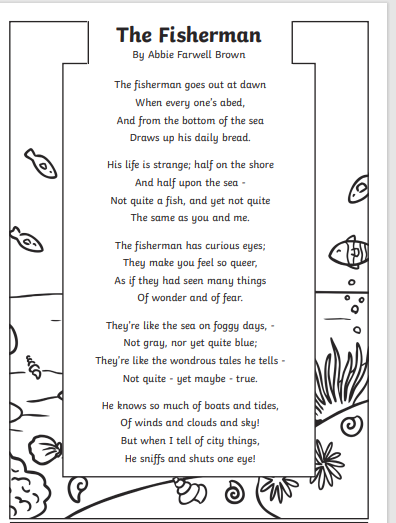 The Fisherman
By Abbie Farwell Brown
The fisherman goes out at dawn
When every one's abed,
And from the bottom of the sea
Draws up his daily bread.
His life is strange; half on the shore
And half upon the sea -
Not quite a fish, and yet not quite
The same as you and me.
The fisherman has curious eyes;
They make you feel so queer,
As if they had seen many things
Of wonder and of fear.
They're like the sea on foggy days, -
Not gray, nor yet quite blue;
They're like the wondrous tales he tells -
Not quite - yet maybe - true.
He knows so much of boats and tides,
Of winds and clouds and sky!
But when I tell of city things,
He sniffs and shuts one eye!